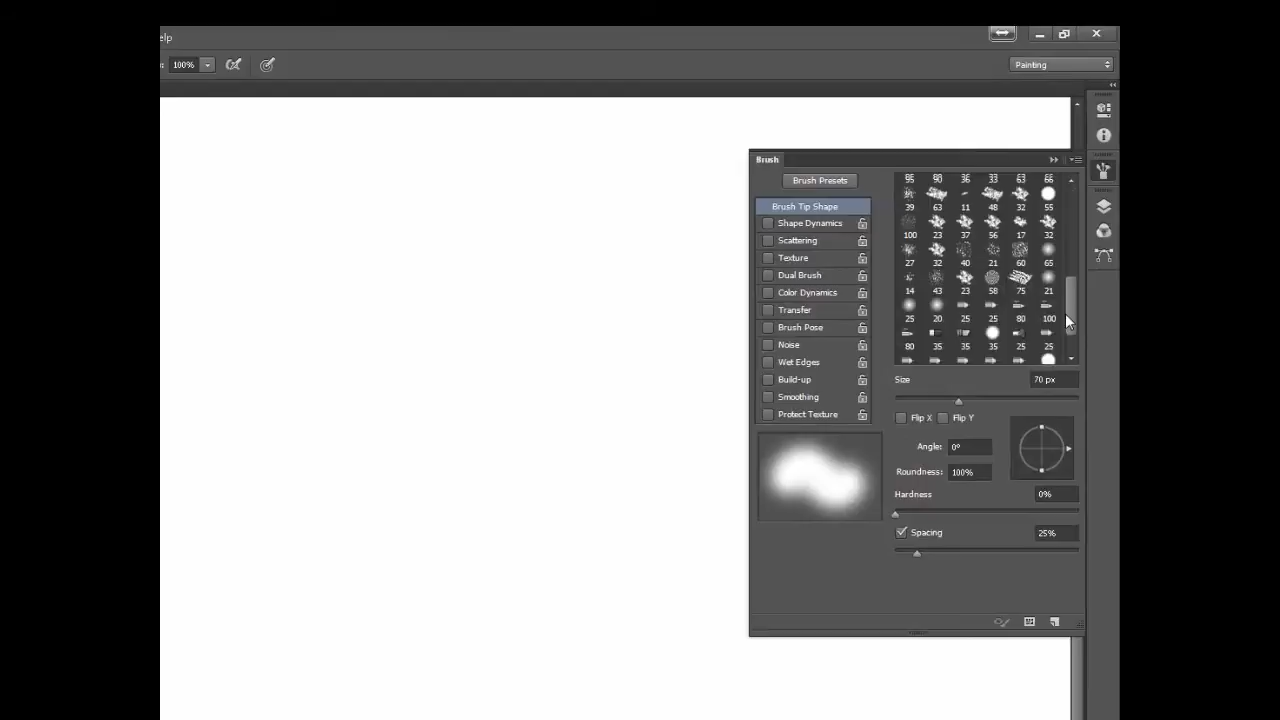 elp
100%
Painting
Brush
Brush Presets
95 90 36 33 63 66
Brush Tip Shape
39 63 11 48 32 55
Shape Dynamics
100 23 37 56 17 32
Scattering
Texture
27 32 40 21 60 65
Dual Brush
14 43 23 58 75 21
Color Dynamics
Transfer
25 20 25 25 80 100
Brush Pose
80 35 35 35 25 25
Noise
Wet Edges
Build-up
Size 70 px
Smoothing
Protect Texture
Flip X Flip Y
Angle: 0°
Roundness: 100%
Hardness 0%
Spacing 25%